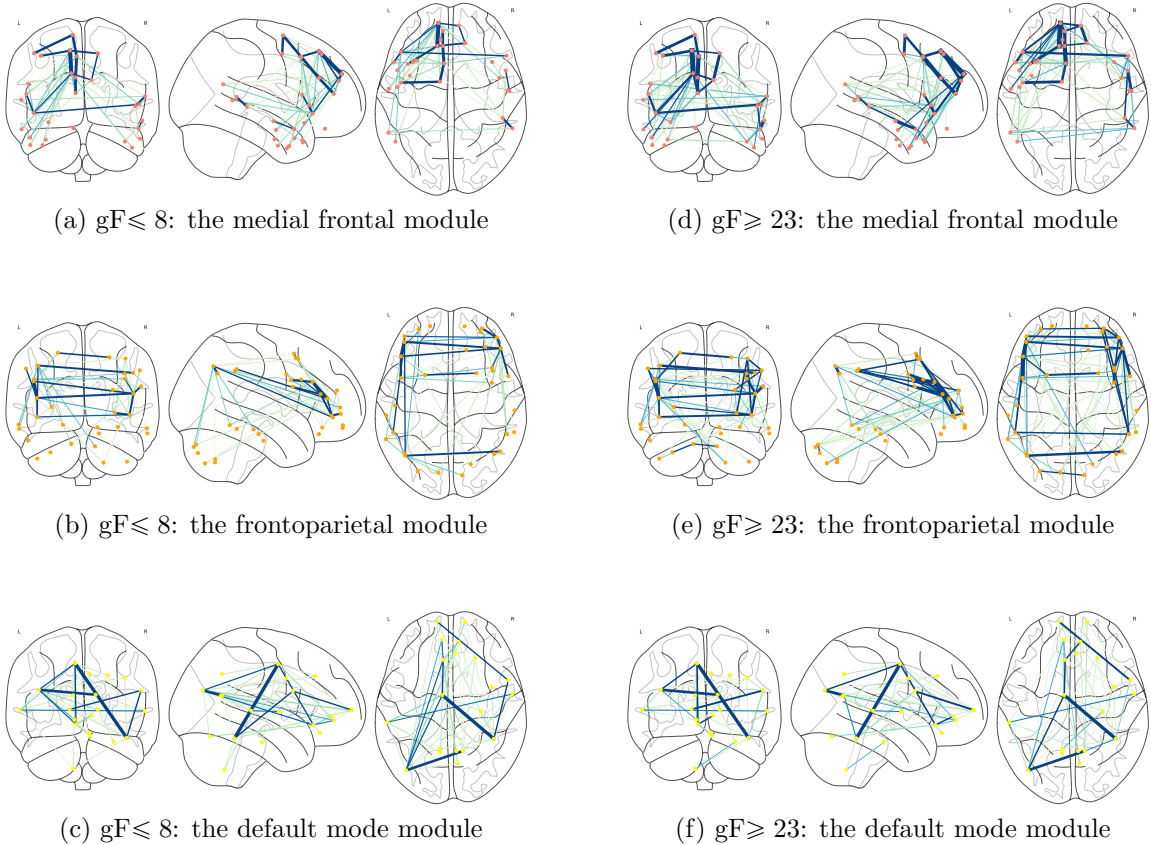 L R L R
L R L R
(a) gF⩽ 8: the medial frontal module
(d) gF⩾ 23: the medial frontal module
L R L R
L R L R
(b) gF⩽ 8: the frontoparietal module
(e) gF⩾ 23: the frontoparietal module
L R L R
L R L R
(c) gF⩽ 8: the default mode module
(f) gF⩾ 23: the default mode module